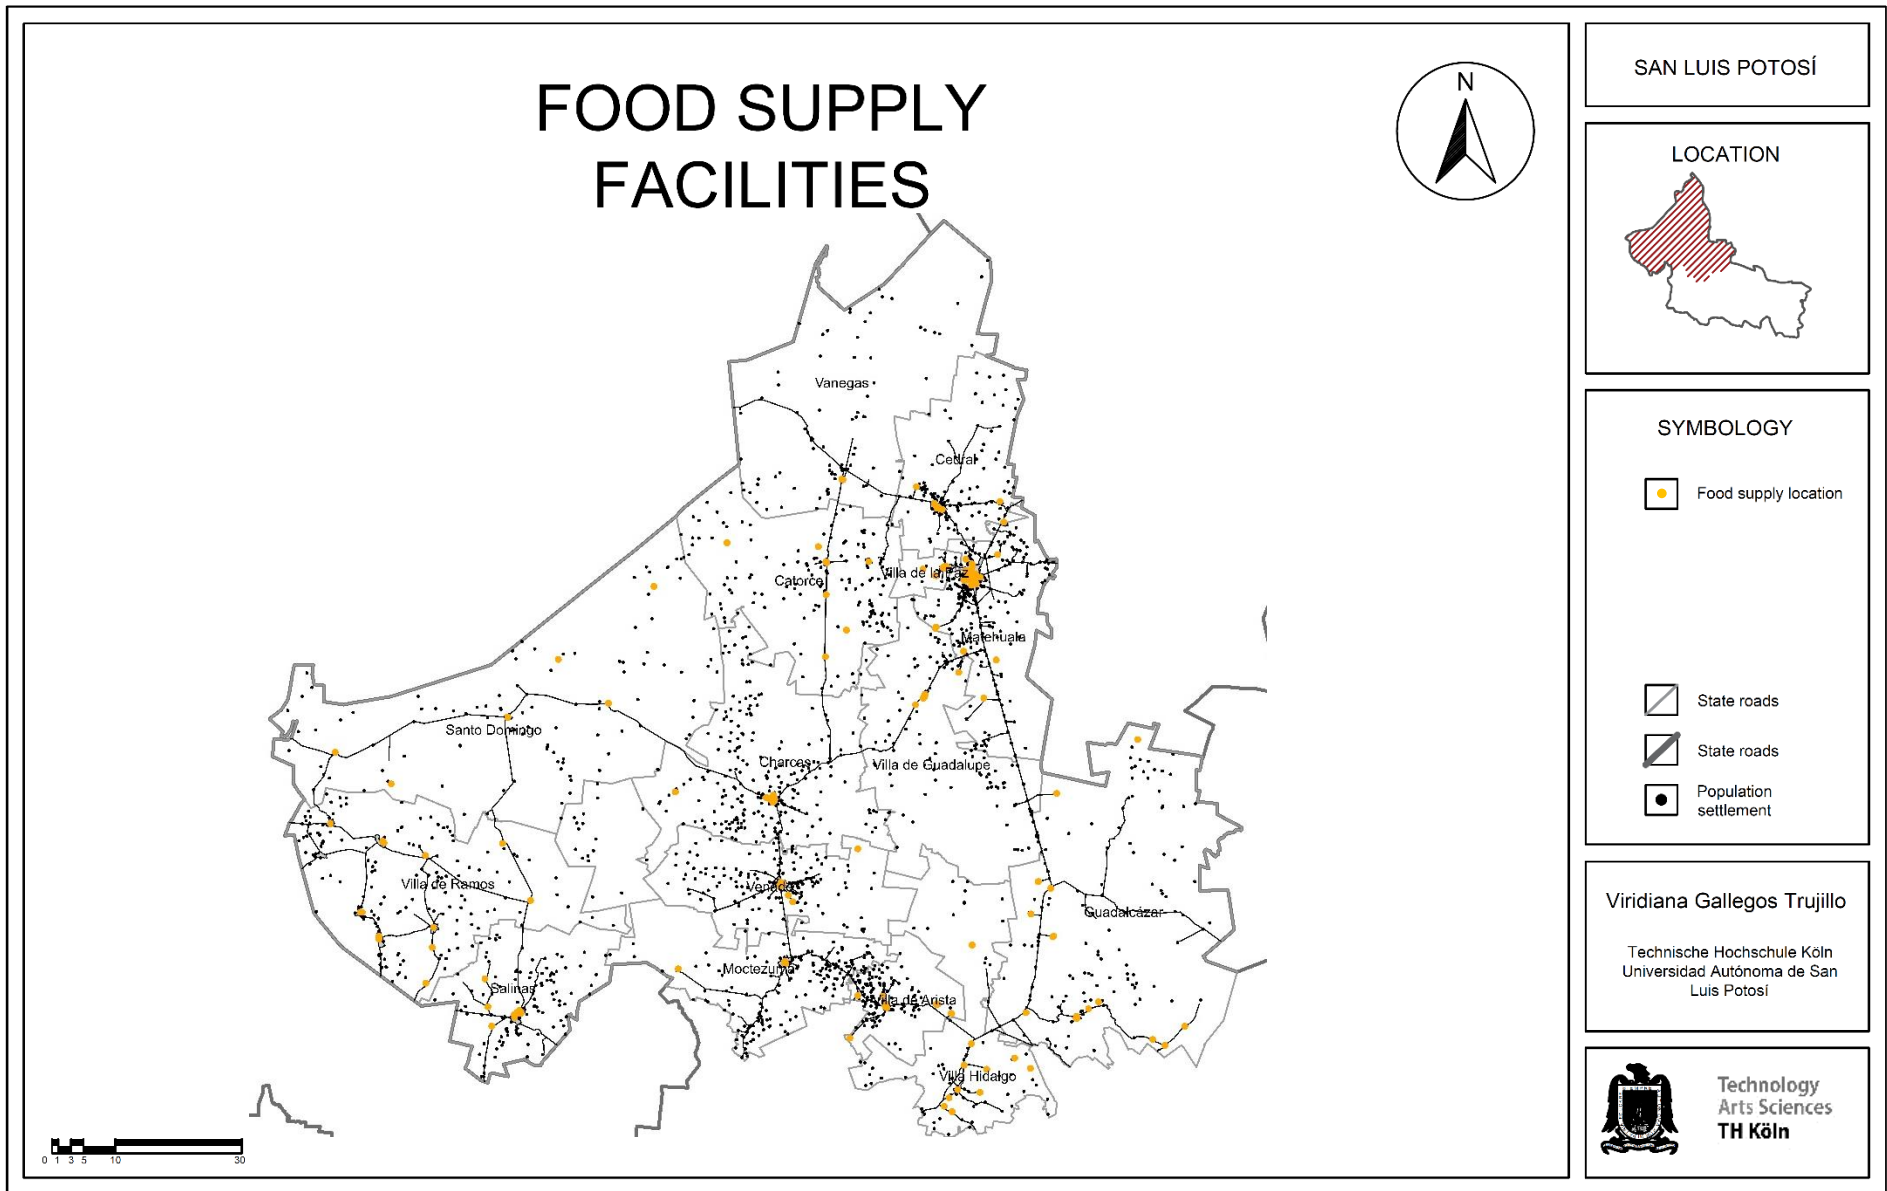 FOOD SUPPLY
FACILITIES
N
Vanegas
Cedral
Villa de la Paz
Catorce
Matehuala
Santo Domingo
Charcas
Villa de Guadalupe
Villa de Ramos
Venado
Guadalcázar
Moctezuma
Salinas
Villa de Arista
Villa Hidalgo
0 1 3 5 10 30
SAN LUIS POTOSÍ
LOCATION
SYMBOLOGY
Food supply location
State roads
State roads
Population
settlement
Viridiana Gallegos Trujillo
Technische Hochschule Köln
Universidad Autónoma de San
Luis Potosí
Technology
Arts Sciences
TH Köln